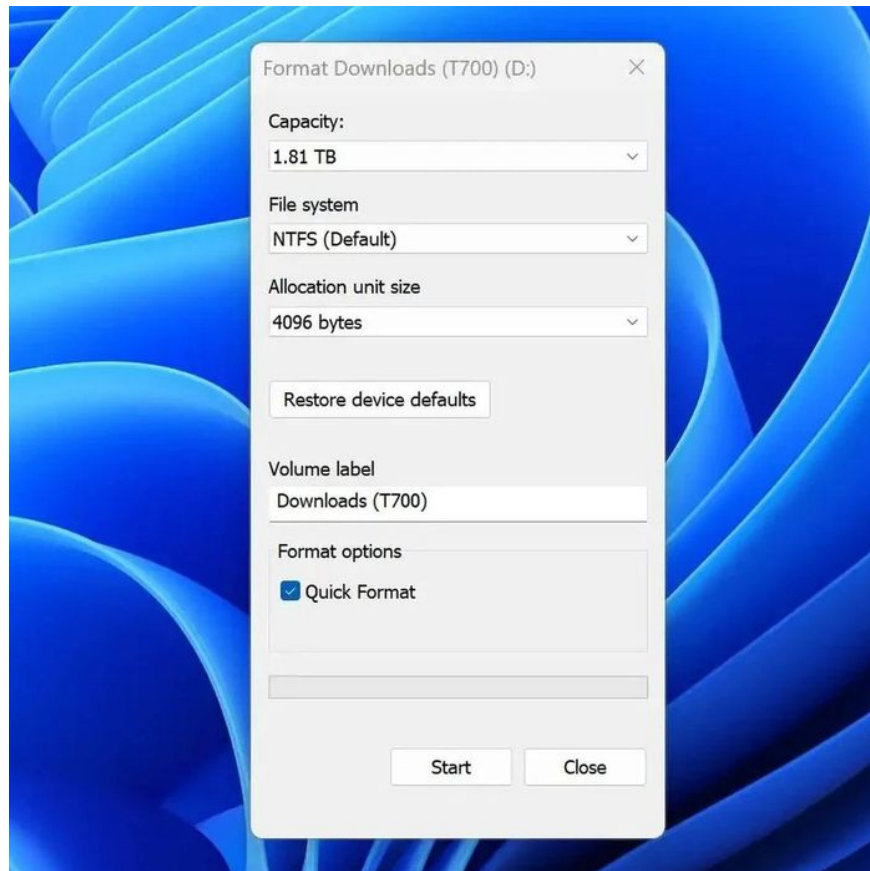 Format Downloads (T700) (D:)
Capacity:
1.81 TB
File system
NTFS (Default)
Allocation unit size
4096 bytes
Restore device defaults
Volume label
Downloads (T700)
Format options
Quick Format
Start Close